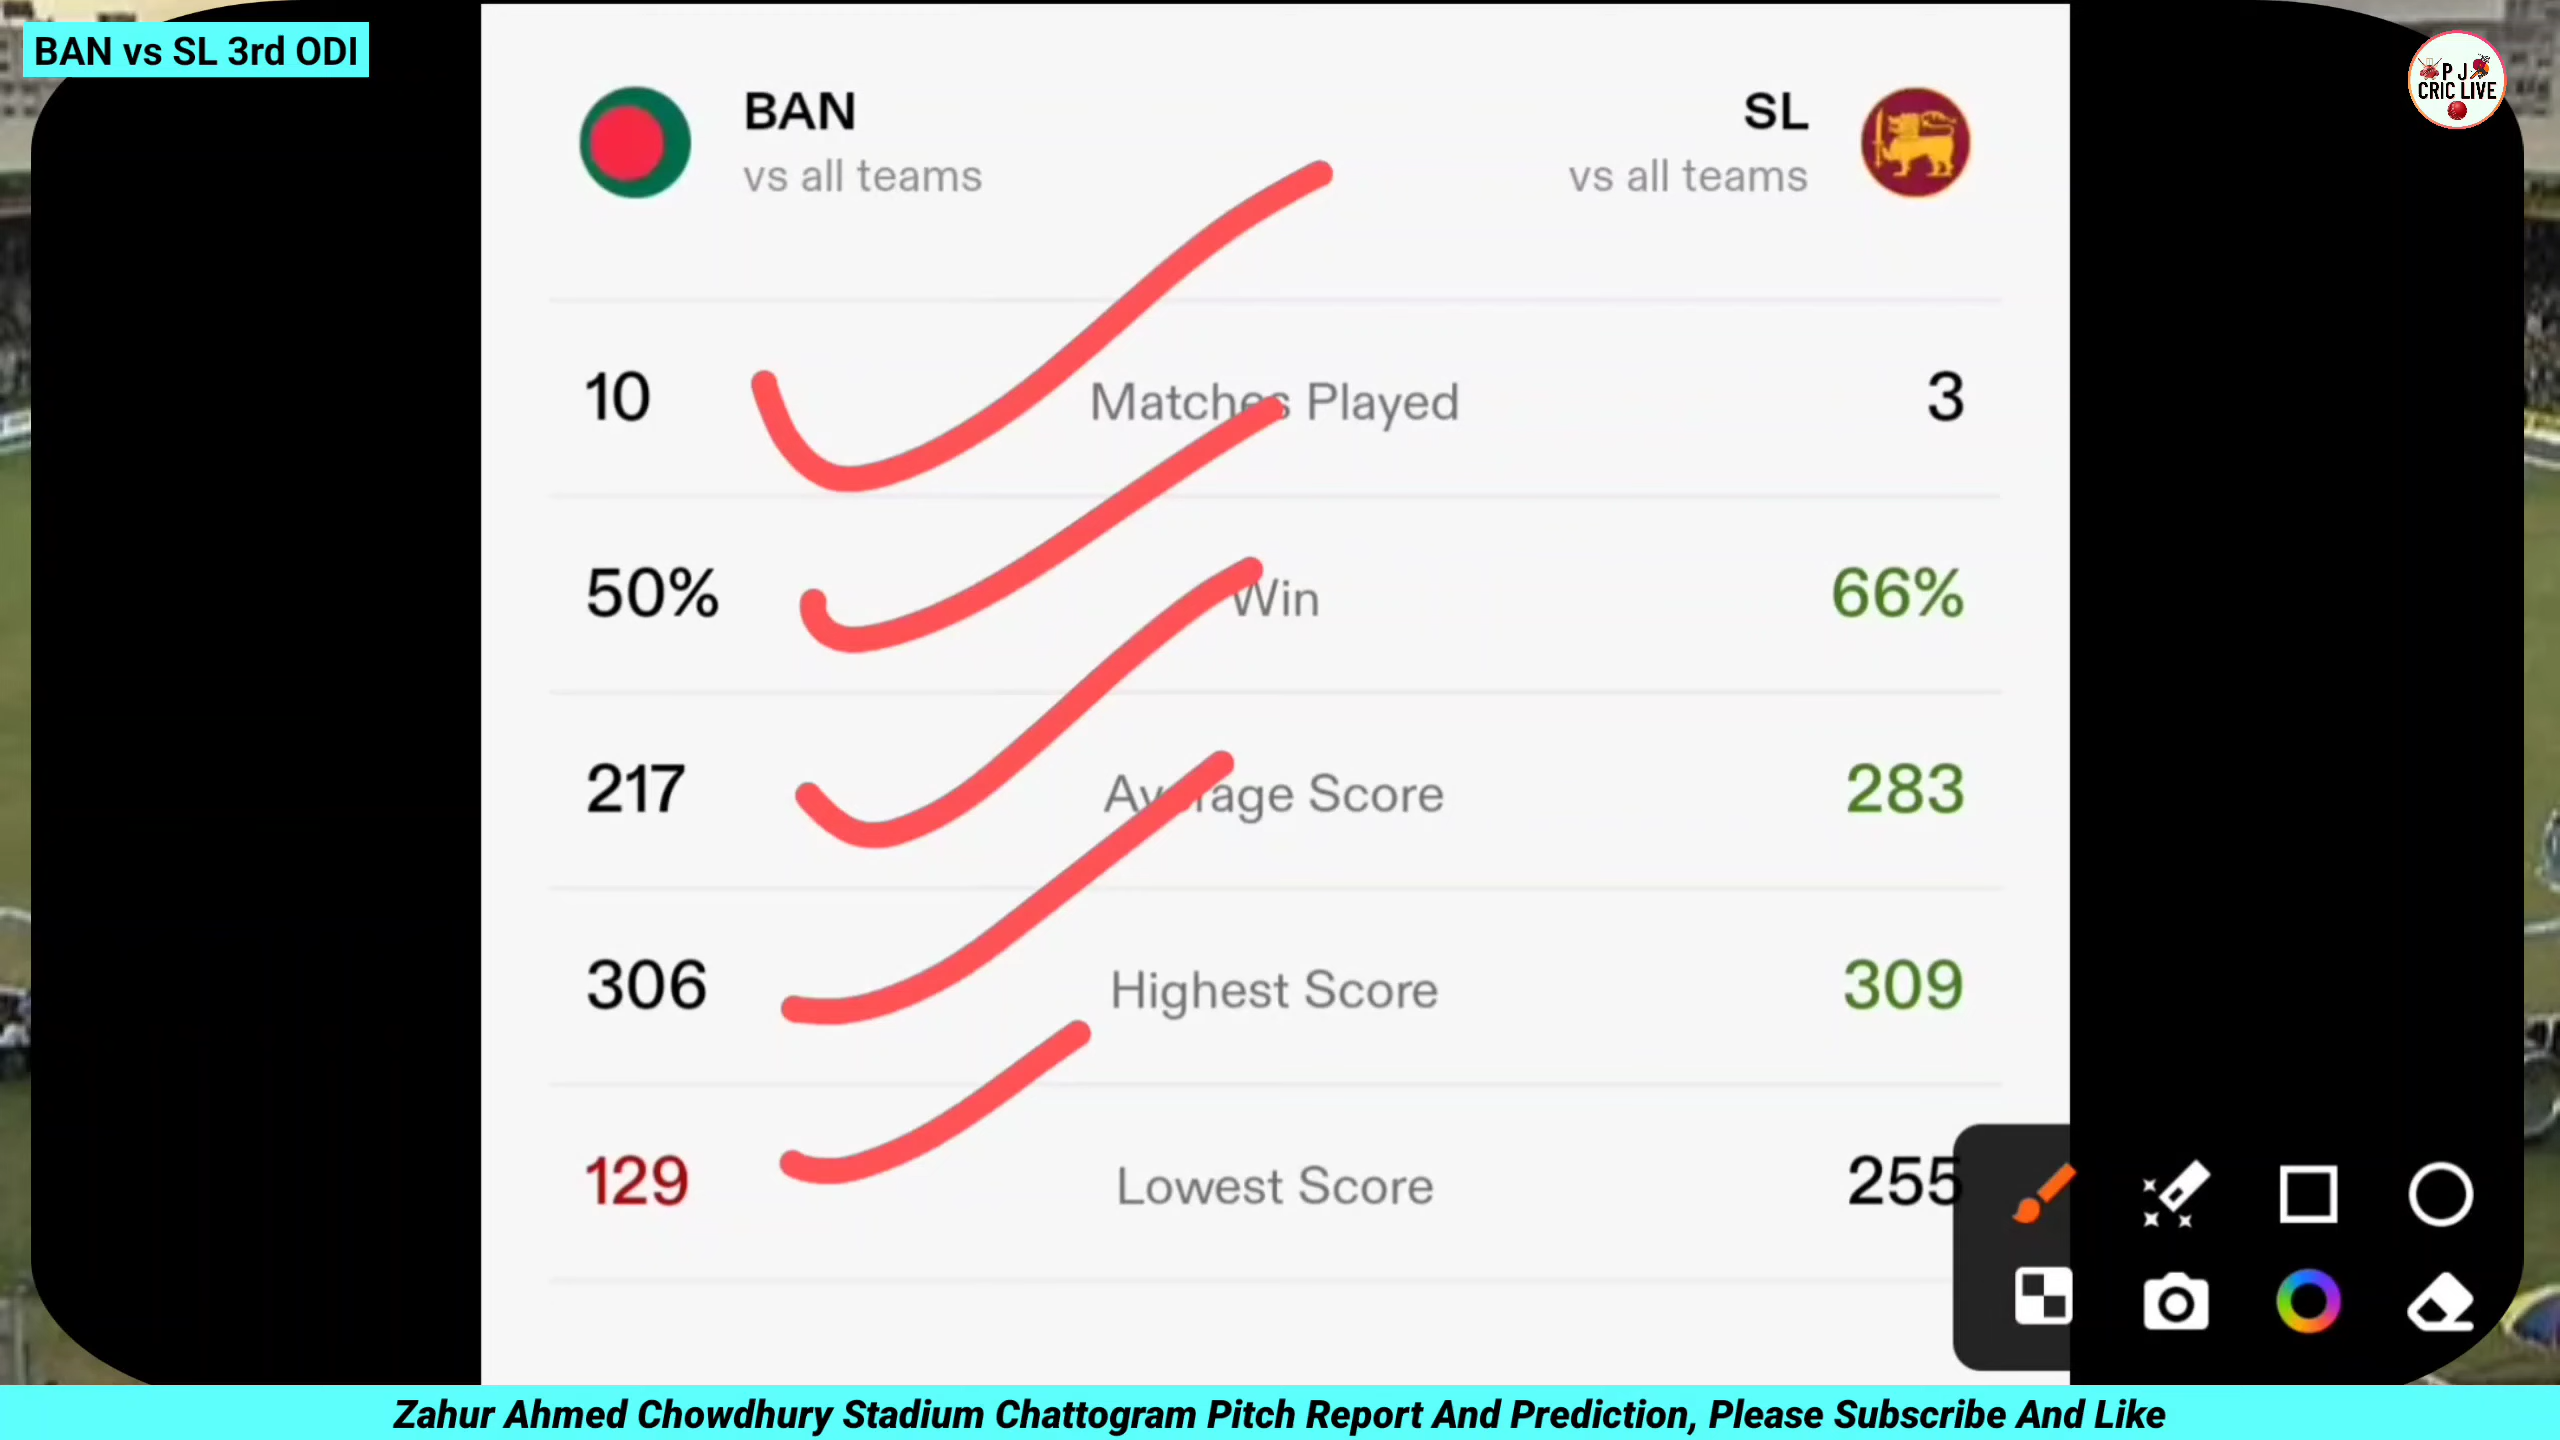 BAN vs SL 3rd ODI
P J
CRIC LIVE
BAN
vs all teams
SL
vs all teams
10 Matches Played 3
50% Win 66%
217 Average Score 283
306 Highest Score 309
129 Lowest Score 255
Zahur Ahmed Chowdhury Stadium Chattogram Pitch Report And Prediction, Please Subscribe And Like